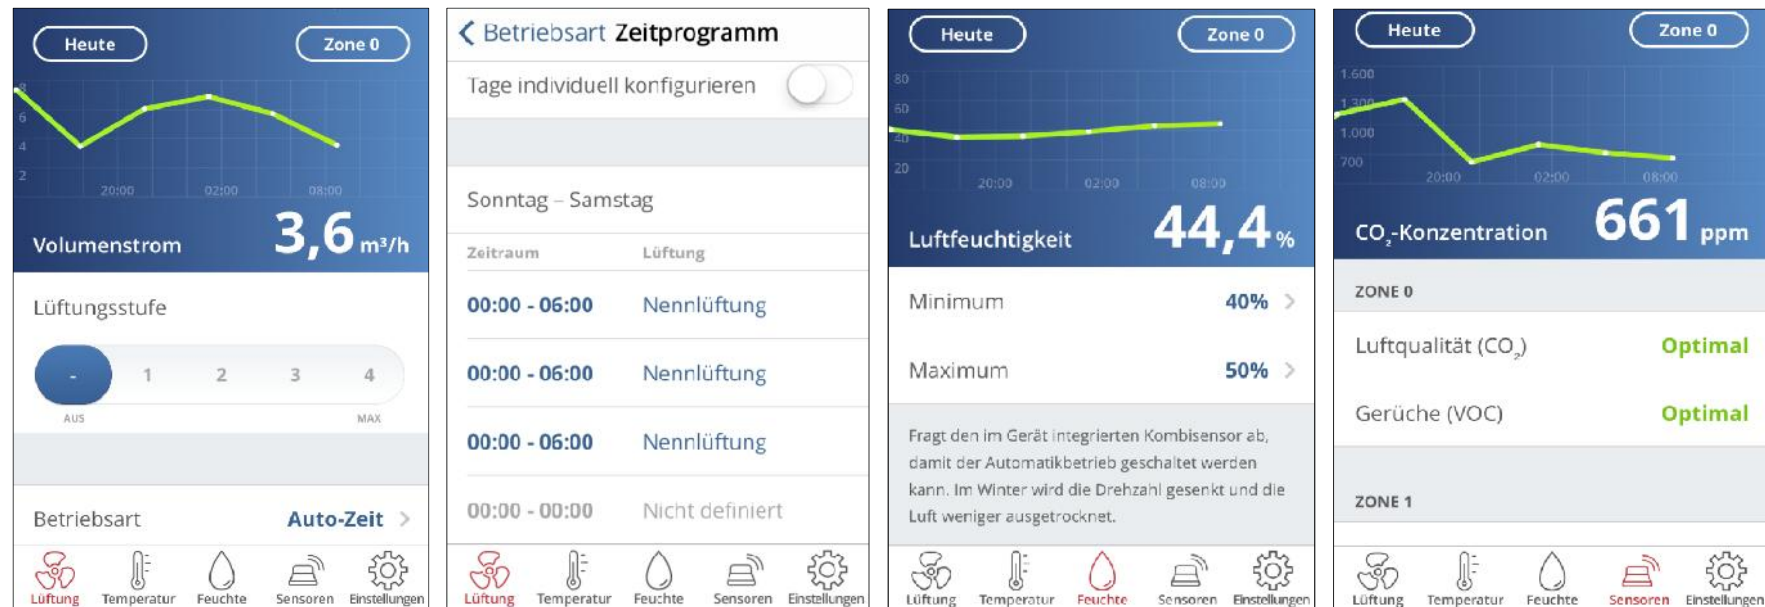 Heute Zone 0
8
6
4
2
20:00 02:00 08:00
Volumenstrom 3,6 m³/h
Lüftungsstufe
- 1 2 3 4
AUS MAX
Betriebsart Auto-Zeit
Lüftung Temperatur Feuchte Sensoren Einstellungen
Betriebsart Zeitprogramm
Tage individuell konfigurieren
Sonntag – Samstag
Zeitraum Lüftung
00:00 - 06:00 Nennlüftung
00:00 - 06:00 Nennlüftung
00:00 - 06:00 Nennlüftung
00:00 - 00:00 Nicht definiert
Lüftung Temperatur Feuchte Sensoren Einstellungen
Heute Zone 0
80
60
40
20
20:00 02:00 08:00
Luftfeuchtigkeit 44,4 %
Minimum 40%
Maximum 50%
Fragt den im Gerät integrierten Kombisensor ab,
damit der Automatikbetrieb geschaltet werden
kann. Im Winter wird die Drehzahl gesenkt und die
Luft weniger ausgetrocknet.
Lüftung Temperatur Feuchte Sensoren Einstellungen
Heute Zone 0
1.600
1.300
1.000
700
20:00 02:00 08:00
CO₂-Konzentration 661 ppm
ZONE 0
Luftqualität (CO₂) Optimal
Gerüche (VOC) Optimal
ZONE 1
Lüftung Temperatur Feuchte Sensoren Einstellungen